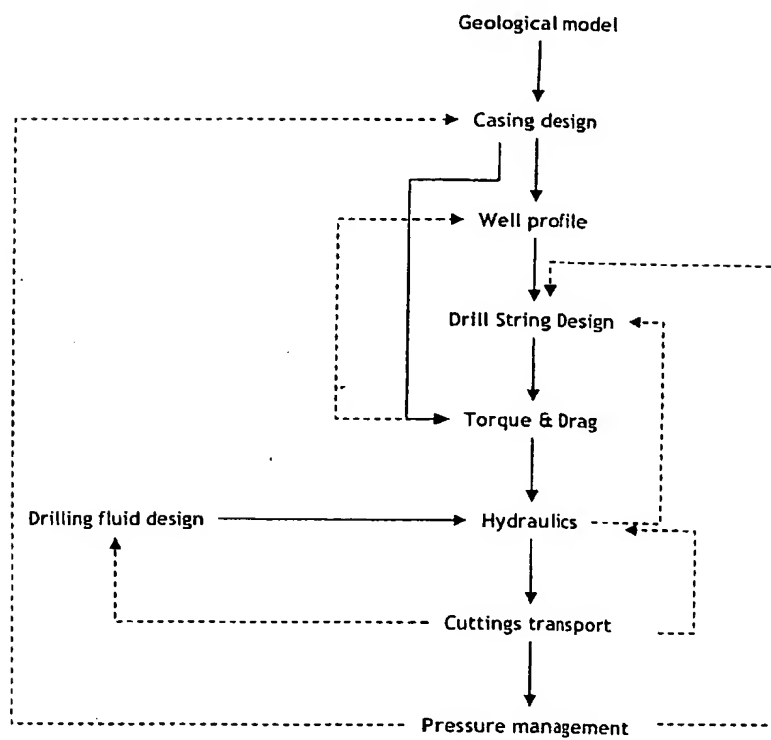 Geological model
Casing design
Well profile
Drill String Design
Torque & Drag
Drilling fluid design
Hydraulics
Cuttings transport
Pressure management